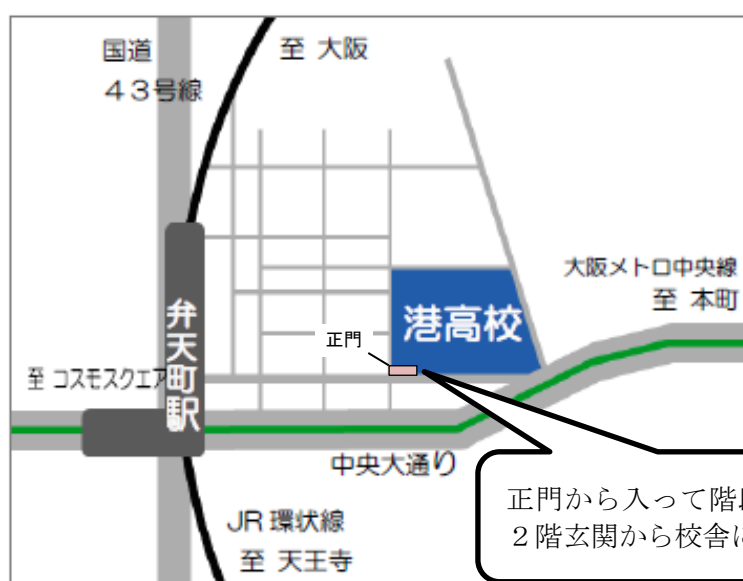 国道
４３号線
至 大阪
大阪メトロ中央線
至 本町
港高校
正門
弁天町駅
至 コスモスクエア
中央大通り
正門から入って階
２階玄関から校舎に
JR 環状線
至 天王寺